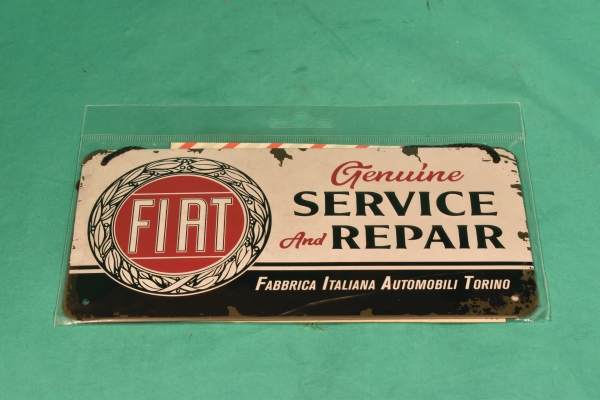 FIAT
Genuine
SERVICE
And REPAIR
FABBRICA ITALIANA AUTOMOBILI TORINO